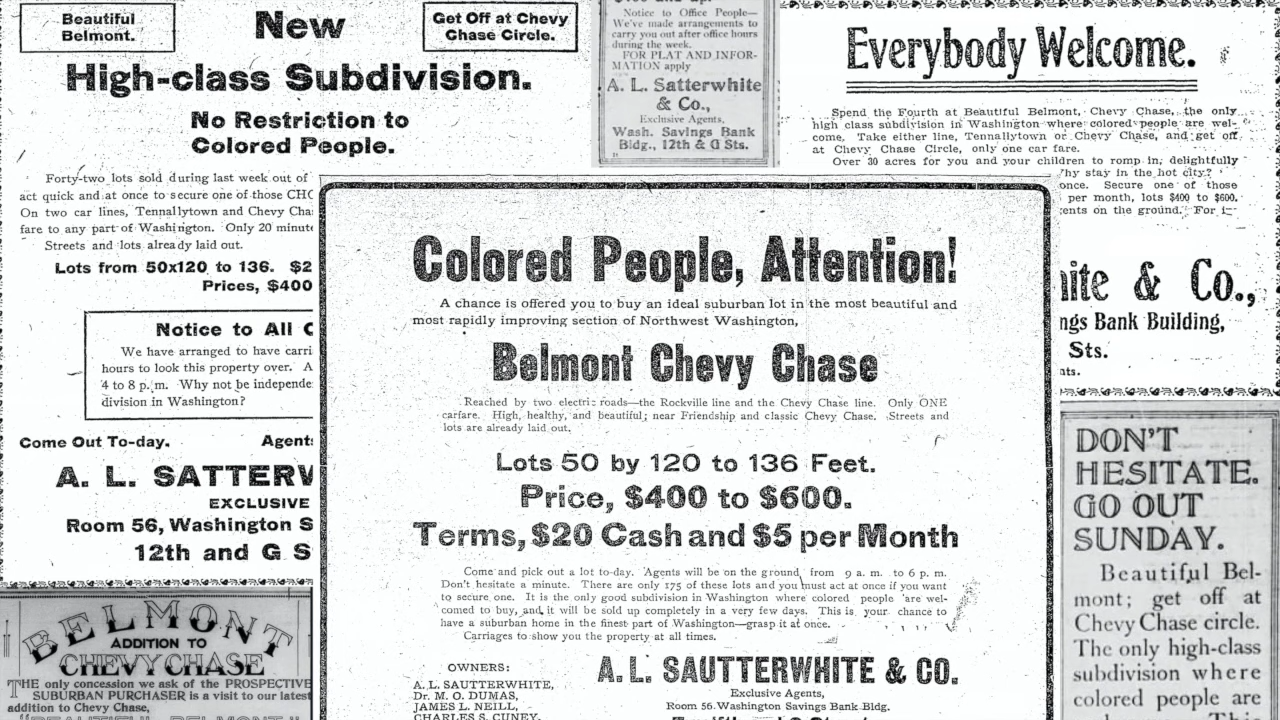 Beautiful
Belmont.
New
Get Off at Chevy
Chase Circle.
High-class Subdivision.
No Restriction to
Colored People.
Forty-two lots sold during last week out of
act quick and at once to secure one of those CHO
On two car lines, Tennallytown and Chevy Cha
fare to any part of Washington. Only 20 minute
Streets and lots already laid out.
Lots from 50x120 to 136. $2
Prices, $400
Notice to All C
We have arranged to have carri
hours to look this property over. A
4 to 8 p. m. Why not be independe
division in Washington?
Come Out To-day. Agents
A. L. SATTERW
EXCLUSIVE
Room 56, Washington S
12th and G S
BELMONT
ADDITION TO
CHEVY CHASE
THE only concession we ask of the PROSPECTIVE
SUBURBAN PURCHASER is a visit to our latest
addition to Chevy Chase,
"BEAUTIFUL BELMONT"
Notice to Office People—
We've made arrangements to
carry you out after office hours
during the week.
FOR PLAT AND INFOR-
MATION apply
A. L. Satterwhite
& Co.,
Exclusive Agents,
Wash. Savings Bank
Bldg., 12th & G Sts.
Everybody Welcome.
Spend the Fourth at Beautiful Belmont, Chevy Chase, the only
high class subdivision in Washington where colored people are wel-
come. Take either line, Tennallytown or Chevy Chase, and get off
at Chevy Chase Circle, only one car fare.
Over 30 acres for you and your children to romp in, delightfully
hy stay in the hot city?
once. Secure one of those
per month, lots $400 to $600.
ents on the ground. For i
ite & Co.,
ngs Bank Building,
Sts.
nts.
Colored People, Attention!
A chance is offered you to buy an ideal suburban lot in the most beautiful and
most rapidly improving section of Northwest Washington,
Belmont Chevy Chase
Reached by two electric roads—the Rockville line and the Chevy Chase line. Only ONE
carfare. High, healthy, and beautiful; near Friendship and classic Chevy Chase. Streets and
lots are already laid out.
Lots 50 by 120 to 136 Feet.
Price, $400 to $600.
Terms, $20 Cash and $5 per Month
Come and pick out a lot to-day. Agents will be on the ground from 9 a. m. to 6 p. m.
Don't hesitate a minute. There are only 175 of these lots and you must act at once if you want
to secure one. It is the only good subdivision in Washington where colored people are wel-
comed to buy, and it will be sold up completely in a very few days. This is your chance to
have a suburban home in the finest part of Washington—grasp it at once.
Carriages to show you the property at all times.
OWNERS:
A. L. SAUTTERWHITE,
Dr. M. O. DUMAS,
JAMES L. NEILL,
CHARLES S. CUNEY,
A. L. SAUTTERWHITE & CO.
Exclusive Agents,
Room 56. Washington Savings Bank Bldg.
DON'T
HESITATE.
GO OUT
SUNDAY.
Beautiful Bel-
mont; get off at
Chevy Chase circle.
The only high-class
subdivision where
colored people are